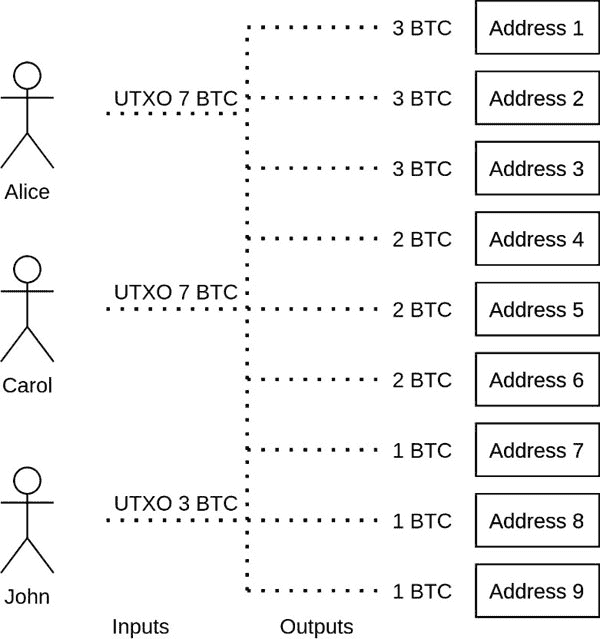 3 BTC Address 1
UTXO 7 BTC 3 BTC Address 2
3 BTC Address 3
Alice
2 BTC Address 4
UTXO 7 BTC 2 BTC Address 5
Carol
2 BTC Address 6
1 BTC Address 7
UTXO 3 BTC 1 BTC Address 8
John
1 BTC Address 9
Inputs Outputs